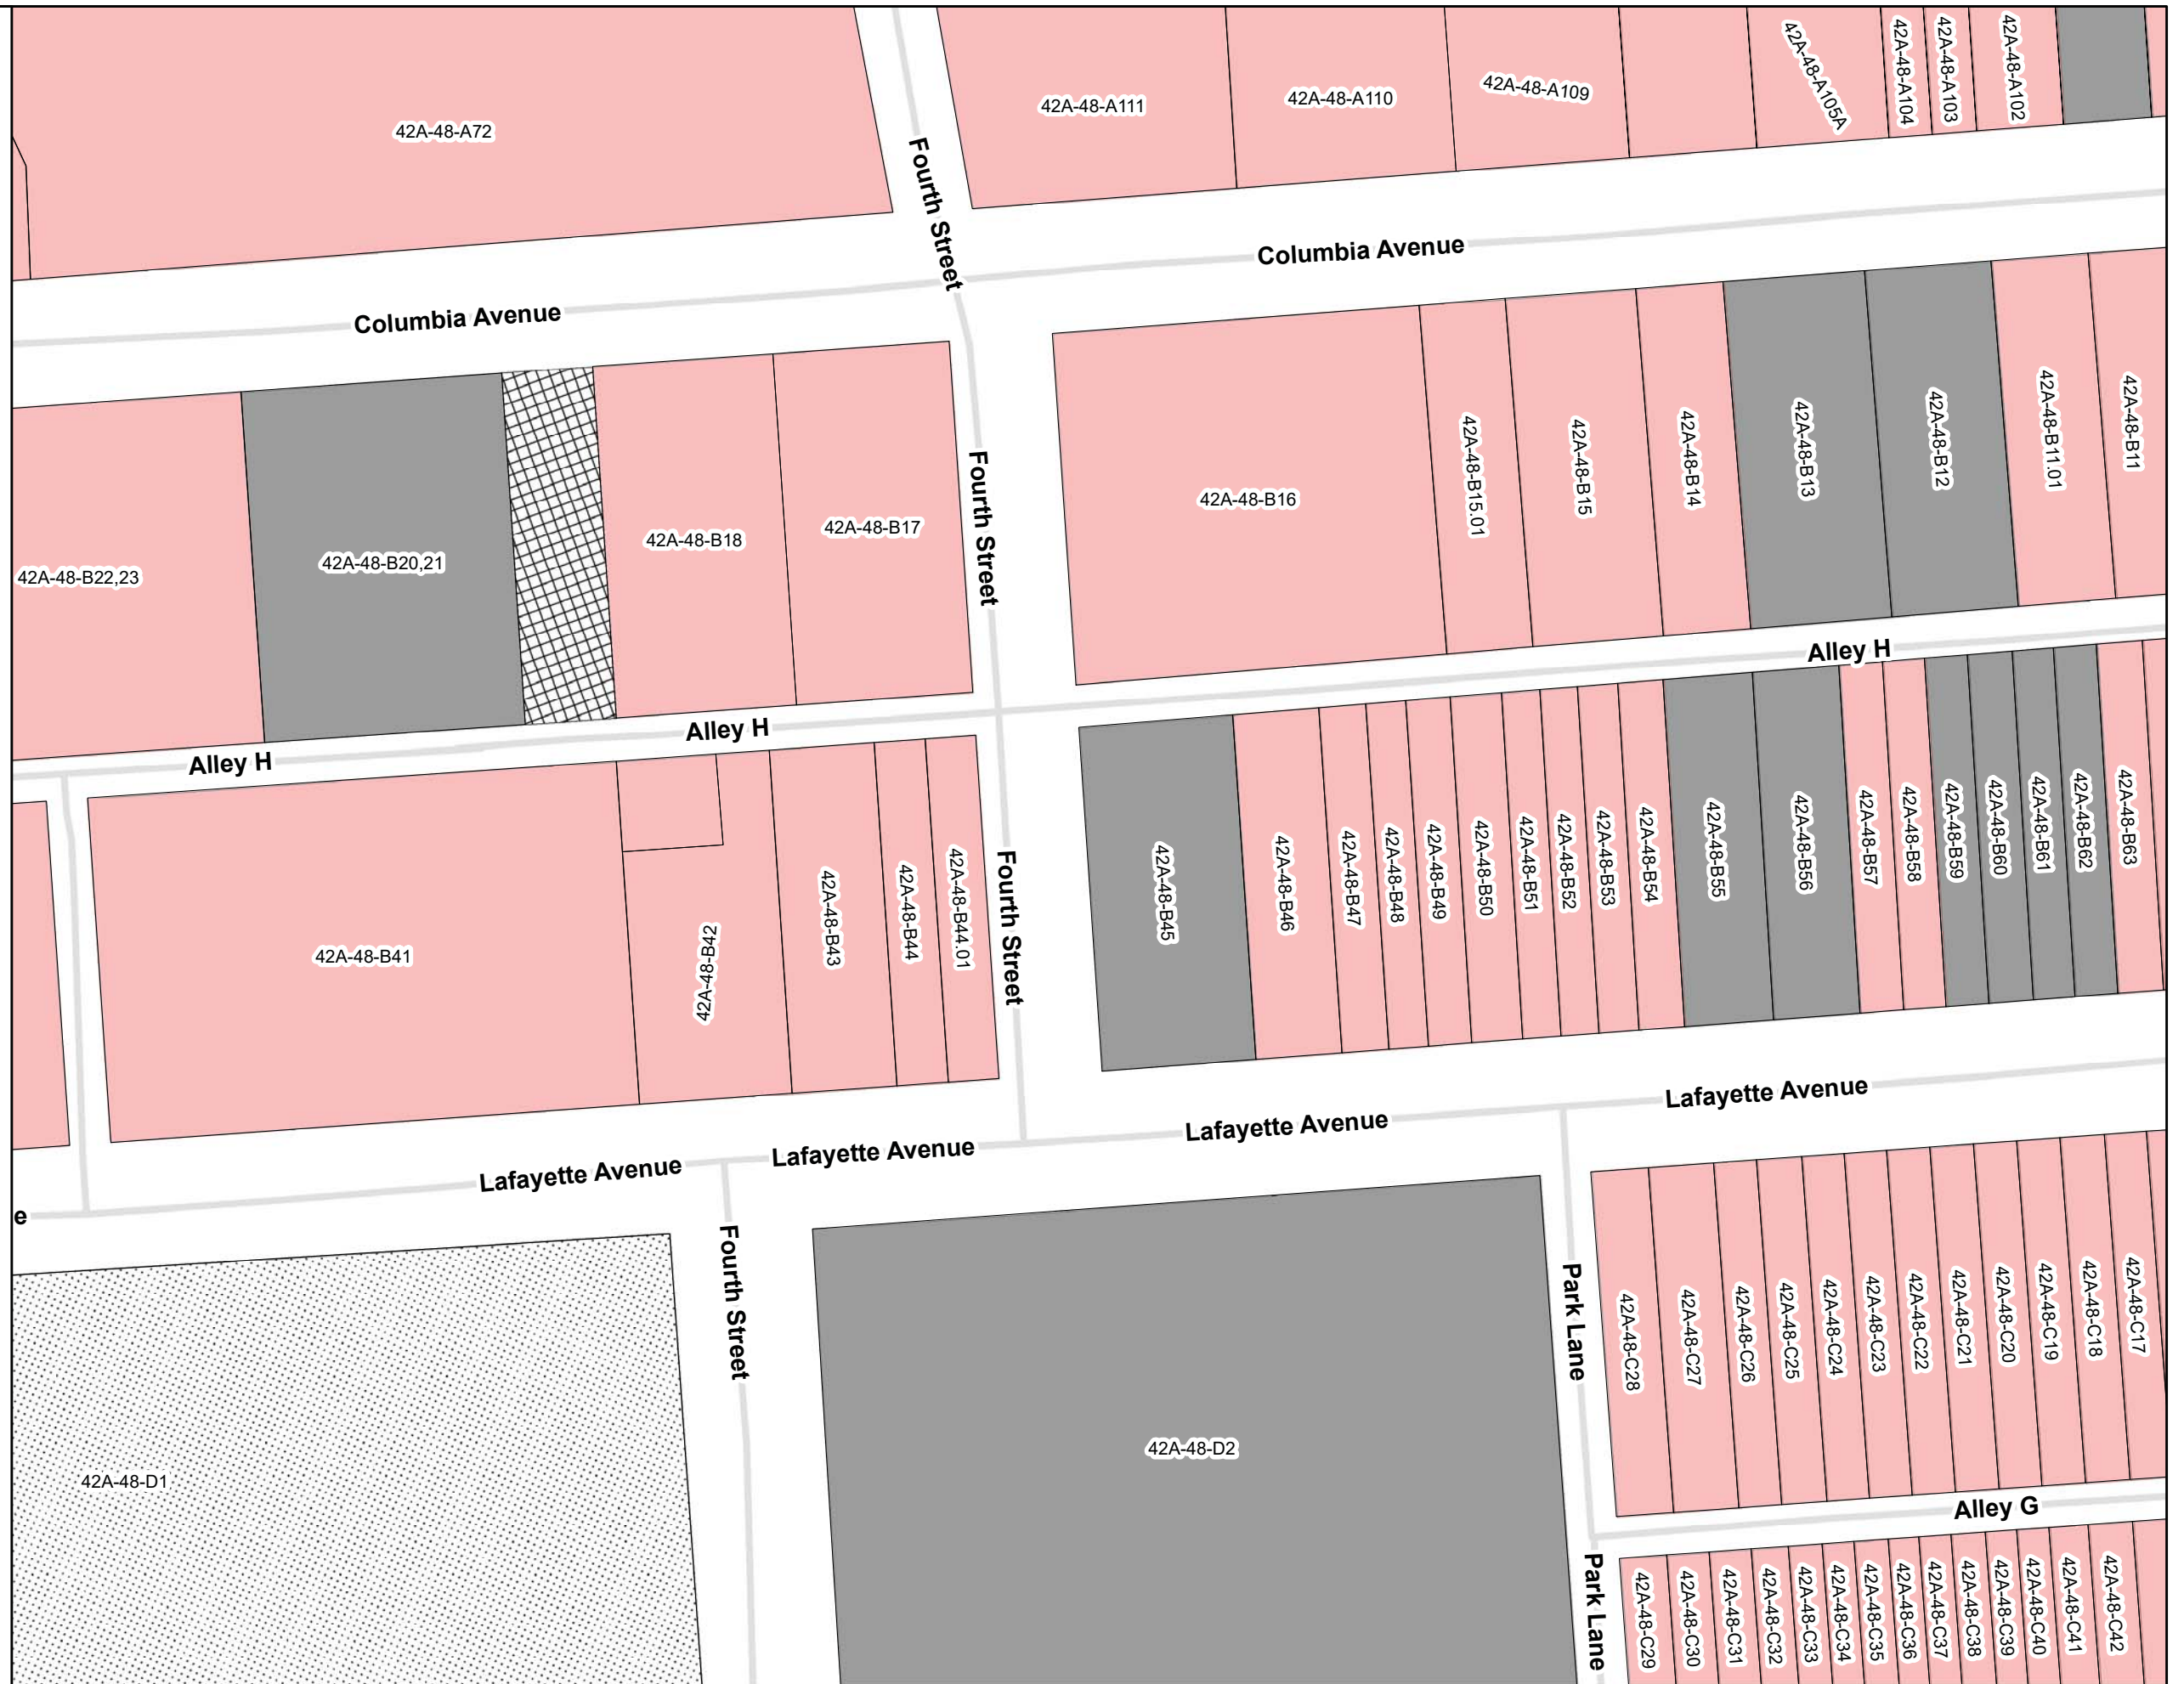 42A-48-A72
42A-48-A111
42A-48-A110
42A-48-A109
42A-48-A105A
42A-48-A104
42A-48-A103
42A-48-A102
Fourth Street
Columbia Avenue
Columbia Avenue
42A-48-B22,23
42A-48-B20,21
42A-48-B18
42A-48-B17
Fourth Street
42A-48-B16
42A-48-B15.01
42A-48-B15
42A-48-B14
42A-48-B13
42A-48-B12
42A-48-B11.01
42A-48-B11
Alley H
Alley H
Alley H
42A-48-B41
42A-48-B42
42A-48-B43
42A-48-B44
42A-48-B44.01
Fourth Street
42A-48-B45
42A-48-B46
42A-48-B47
42A-48-B48
42A-48-B49
42A-48-B50
42A-48-B51
42A-48-B52
42A-48-B53
42A-48-B54
42A-48-B55
42A-48-B56
42A-48-B57
42A-48-B58
42A-48-B59
42A-48-B60
42A-48-B61
42A-48-B62
42A-48-B63
e
Lafayette Avenue
Lafayette Avenue
Lafayette Avenue
Lafayette Avenue
42A-48-D1
Fourth Street
42A-48-D2
Park Lane
42A-48-C28
42A-48-C27
42A-48-C26
42A-48-C25
42A-48-C24
42A-48-C23
42A-48-C22
42A-48-C21
42A-48-C20
42A-48-C19
42A-48-C18
42A-48-C17
Alley G
Park Lane
42A-48-C29
42A-48-C30
42A-48-C31
42A-48-C32
42A-48-C33
42A-48-C34
42A-48-C35
42A-48-C36
42A-48-C37
42A-48-C38
42A-48-C39
42A-48-C40
42A-48-C41
42A-48-C42